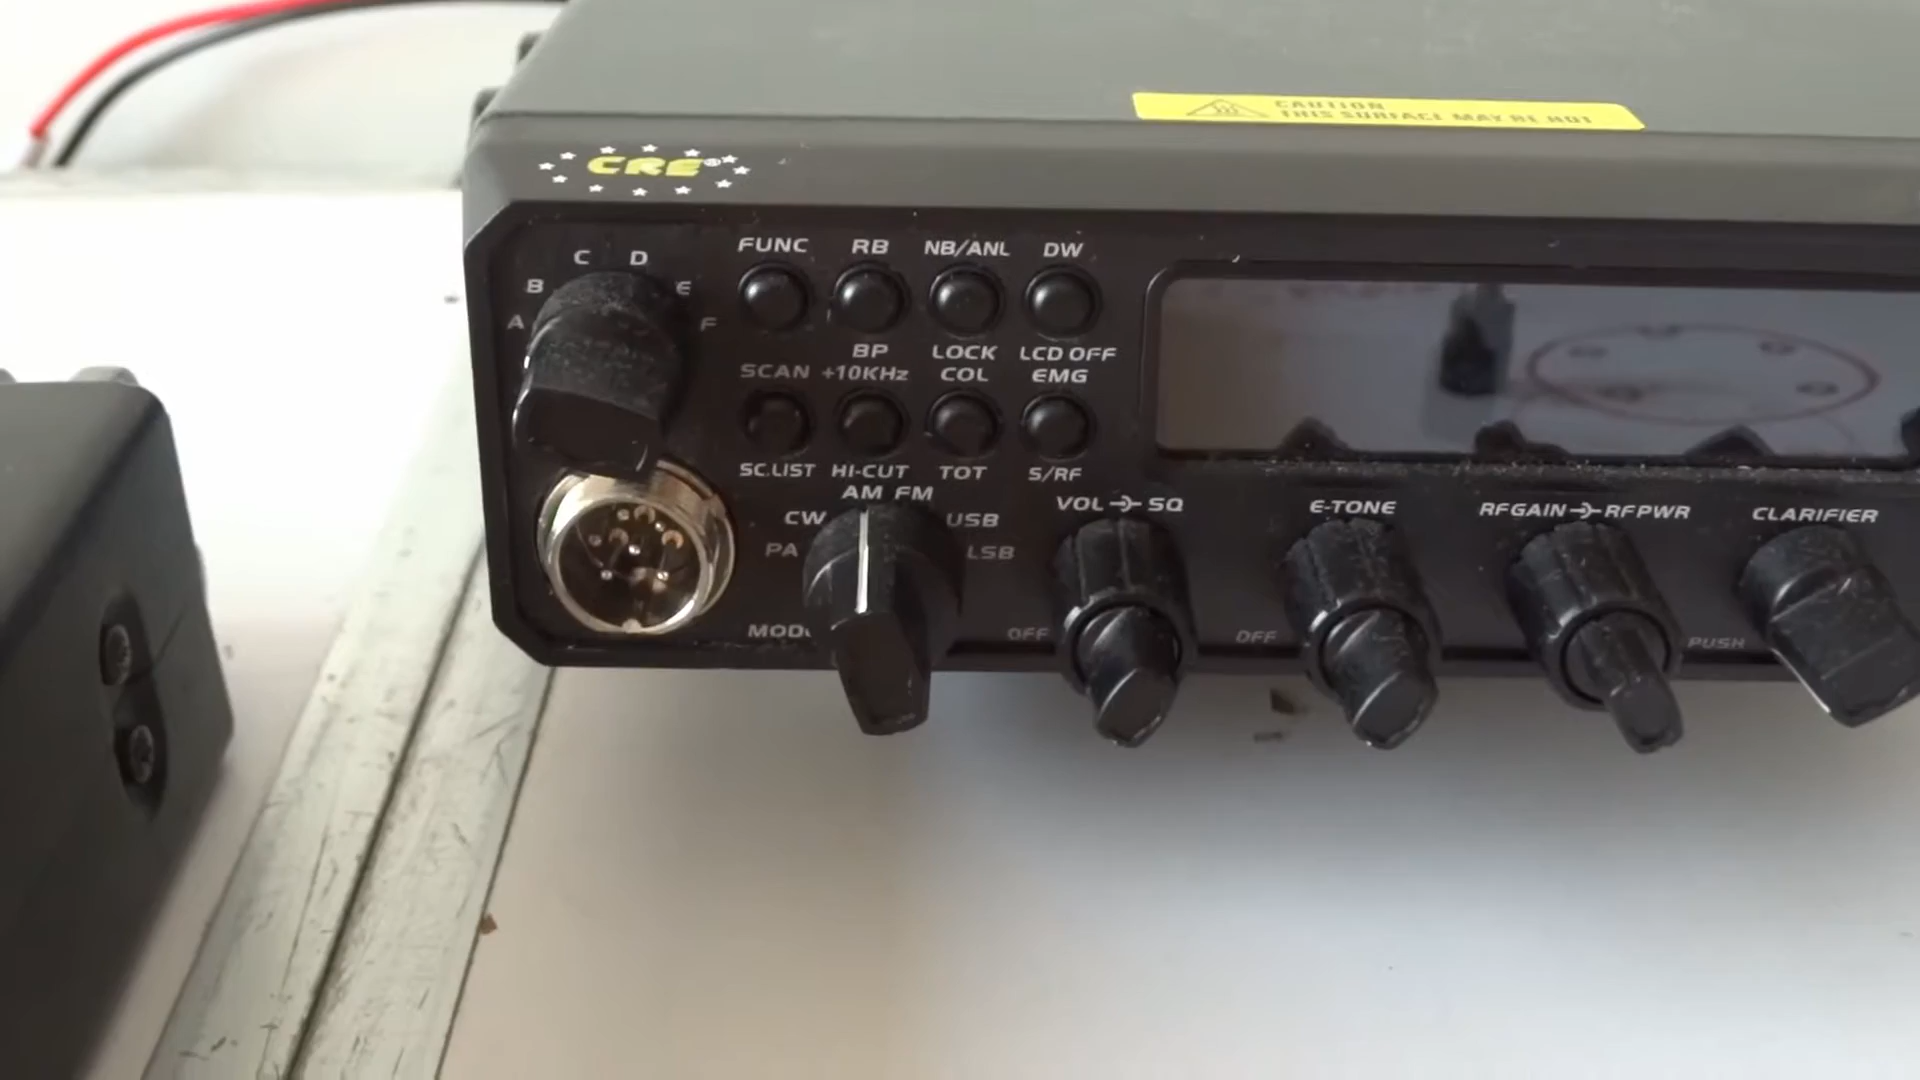 CAUTION
THIS SURFACE MAY BE HOT
CRE®
A B C D E F
FUNC RB NB/ANL DW
BP LOCK LCD OFF
SCAN +10KHz COL EMG
SC.LIST HI-CUT TOT S/RF
PA CW AM FM USB LSB
VOL SQ E-TONE RFGAIN RFPWR CLARIFIER
OFF OFF PUSH